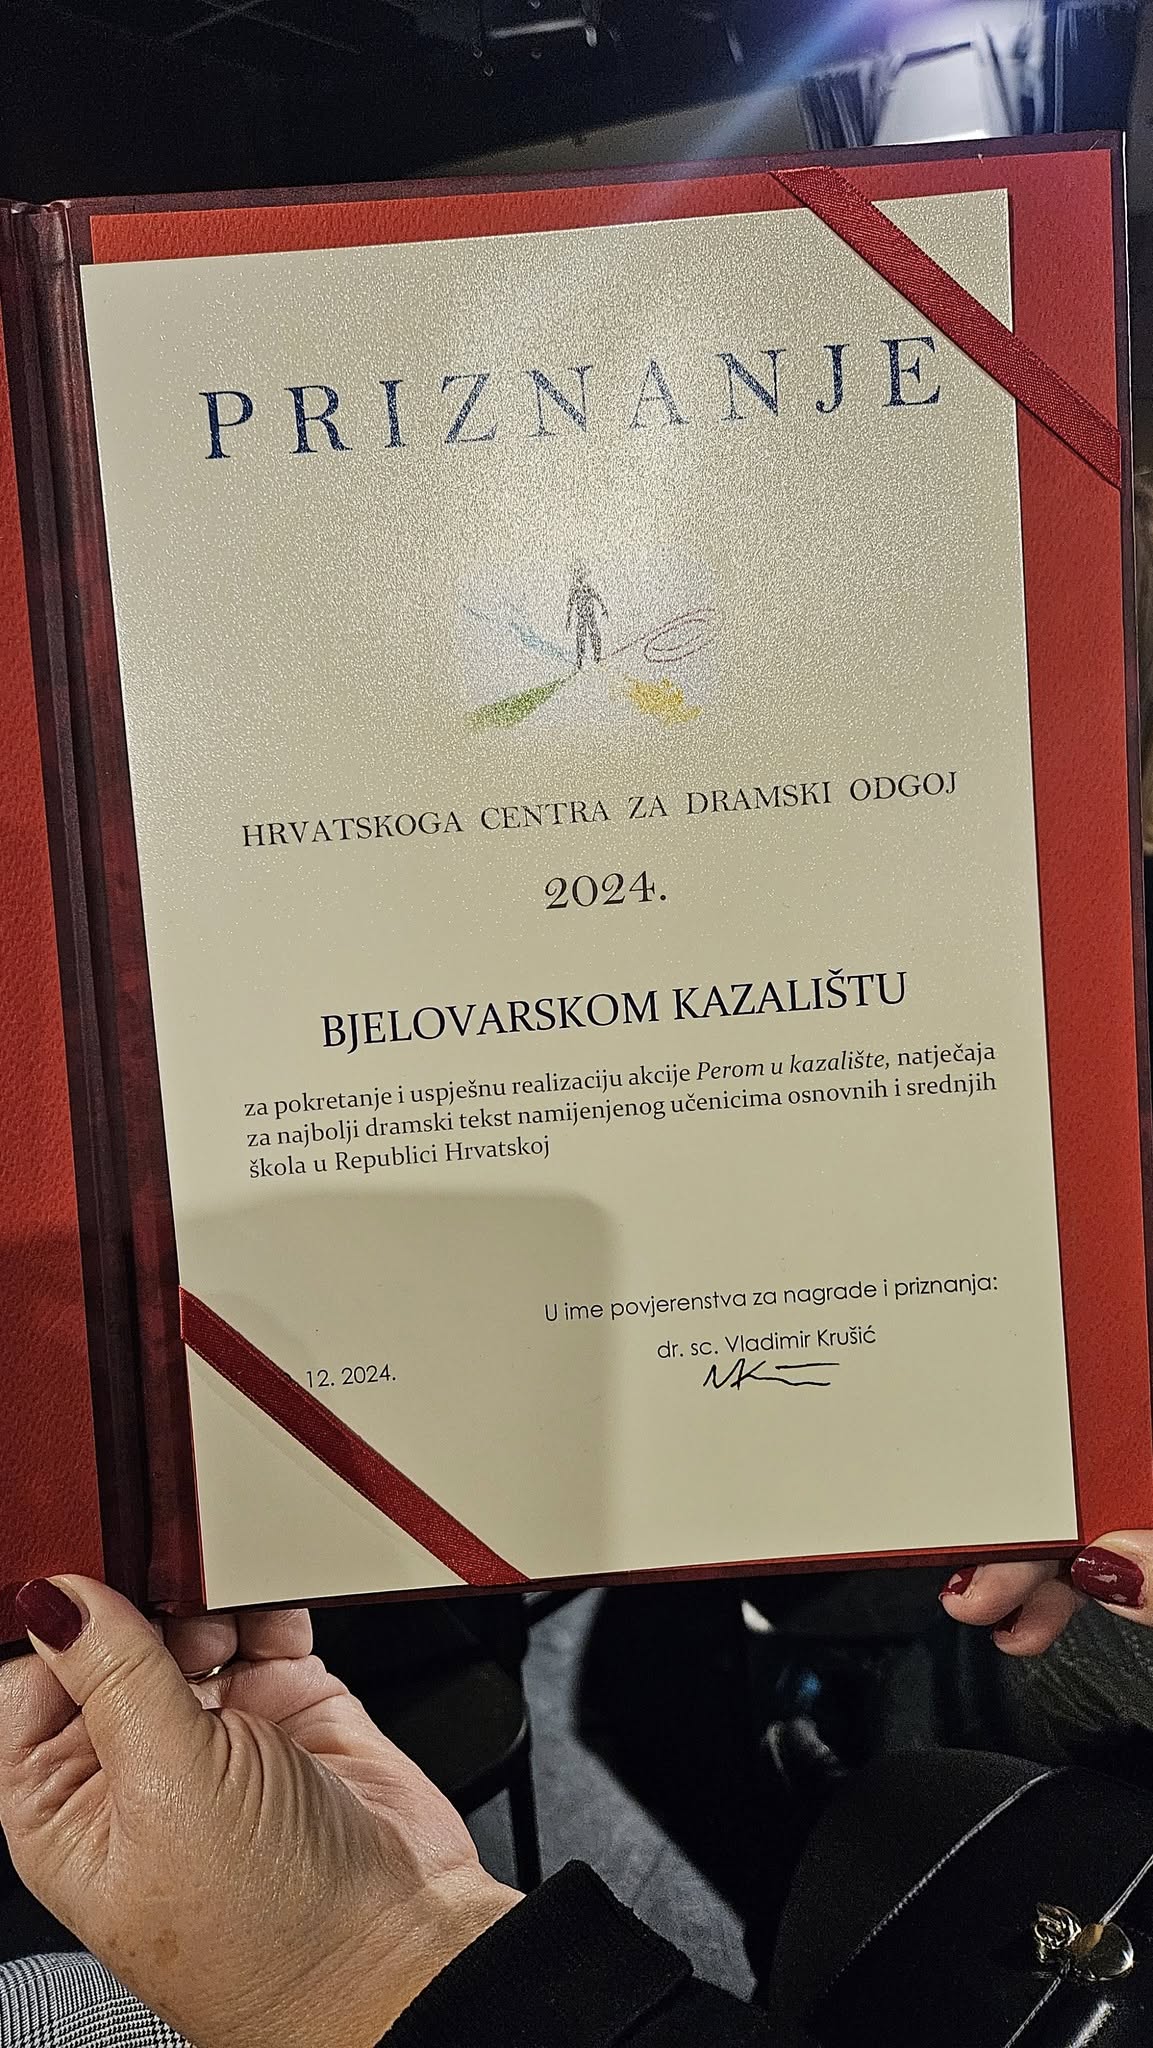 PRIZNANJE
HRVATSKOGA CENTRA ZA DRAMSKI ODGOJ
2024.
BJELOVARSKOM KAZALIŠTU
za pokretanje i uspješnu realizaciju akcije Perom u kazalište, natječaja
za najbolji dramski tekst namijenjenog učenicima osnovnih i srednjih
škola u Republici Hrvatskoj
U ime povjerenstva za nagrade i priznanja:
dr. sc. Vladimir Krušić
12. 2024.